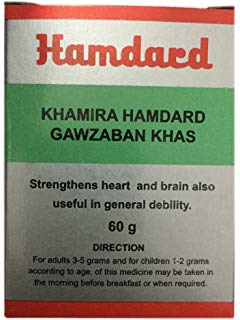 Hamdard
KHAMIRA HAMDARD
GAWZABAN KHAS
Strengthens heart and brain also
useful in general debility.
60 g
DIRECTION
For adults 3-5 grams and for children 1-2 grams
according to age, of this medicine may be taken in
the morning before breakfast or when required.